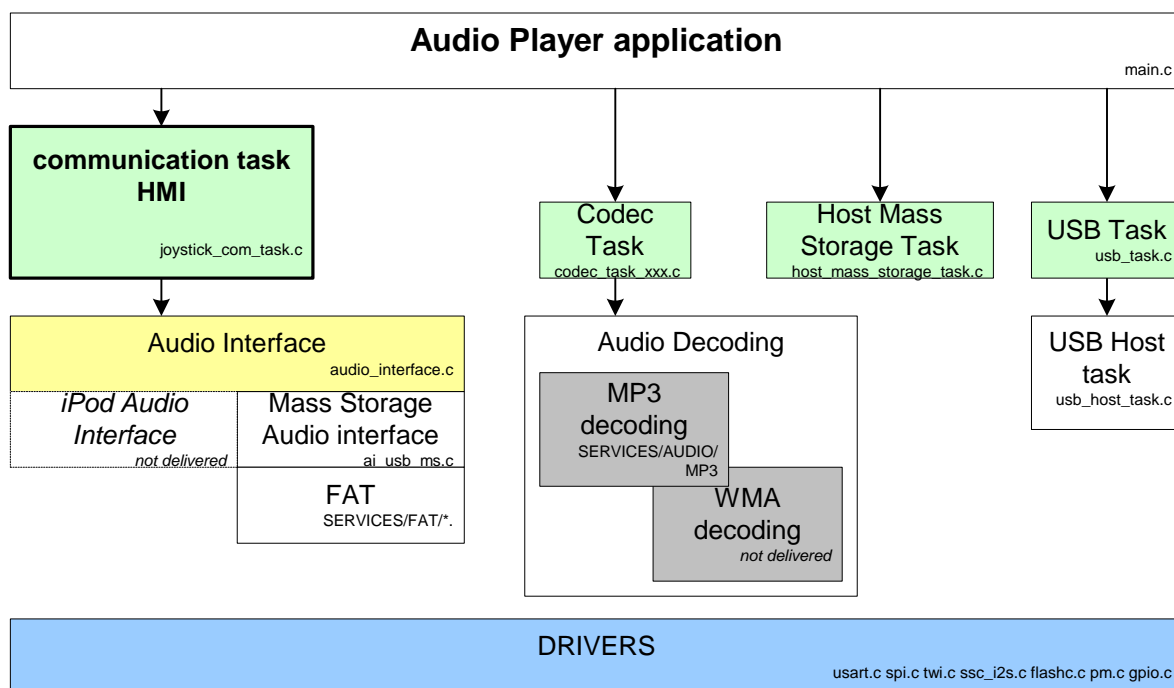 Audio Player application
main.c
communication task
HMI
joystick_com_task.c
Codec
Task
codec_task_xxx.c
Host Mass
Storage Task
host_mass_storage_task.c
USB Task
usb_task.c
Audio Interface
audio_interface.c
iPod Audio
Interface
not delivered
Mass Storage
Audio interface
ai_usb_ms.c
FAT
SERVICES/FAT/*.
Audio Decoding
MP3
decoding
SERVICES/AUDIO/
MP3
WMA
decoding
not delivered
USB Host
task
usb_host_task.c
DRIVERS
usart.c spi.c twi.c ssc_i2s.c flashc.c pm.c gpio.c